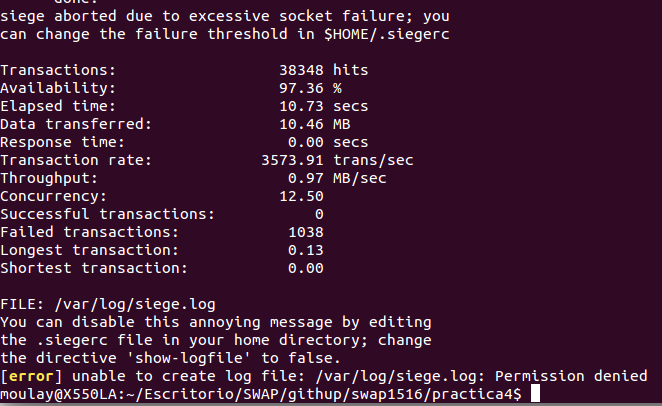 done.
siege aborted due to excessive socket failure; you
can change the failure threshold in $HOME/.siegerc
Transactions: 38348 hits
Availability: 97.36 %
Elapsed time: 10.73 secs
Data transferred: 10.46 MB
Response time: 0.00 secs
Transaction rate: 3573.91 trans/sec
Throughput: 0.97 MB/sec
Concurrency: 12.50
Successful transactions: 0
Failed transactions: 1038
Longest transaction: 0.13
Shortest transaction: 0.00
FILE: /var/log/siege.log
You can disable this annoying message by editing
the .siegerc file in your home directory; change
the directive 'show-logfile' to false.
[error] unable to create log file: /var/log/siege.log: Permission denied
moulay@X550LA:~/Escritorio/SWAP/githup/swap1516/practica4$